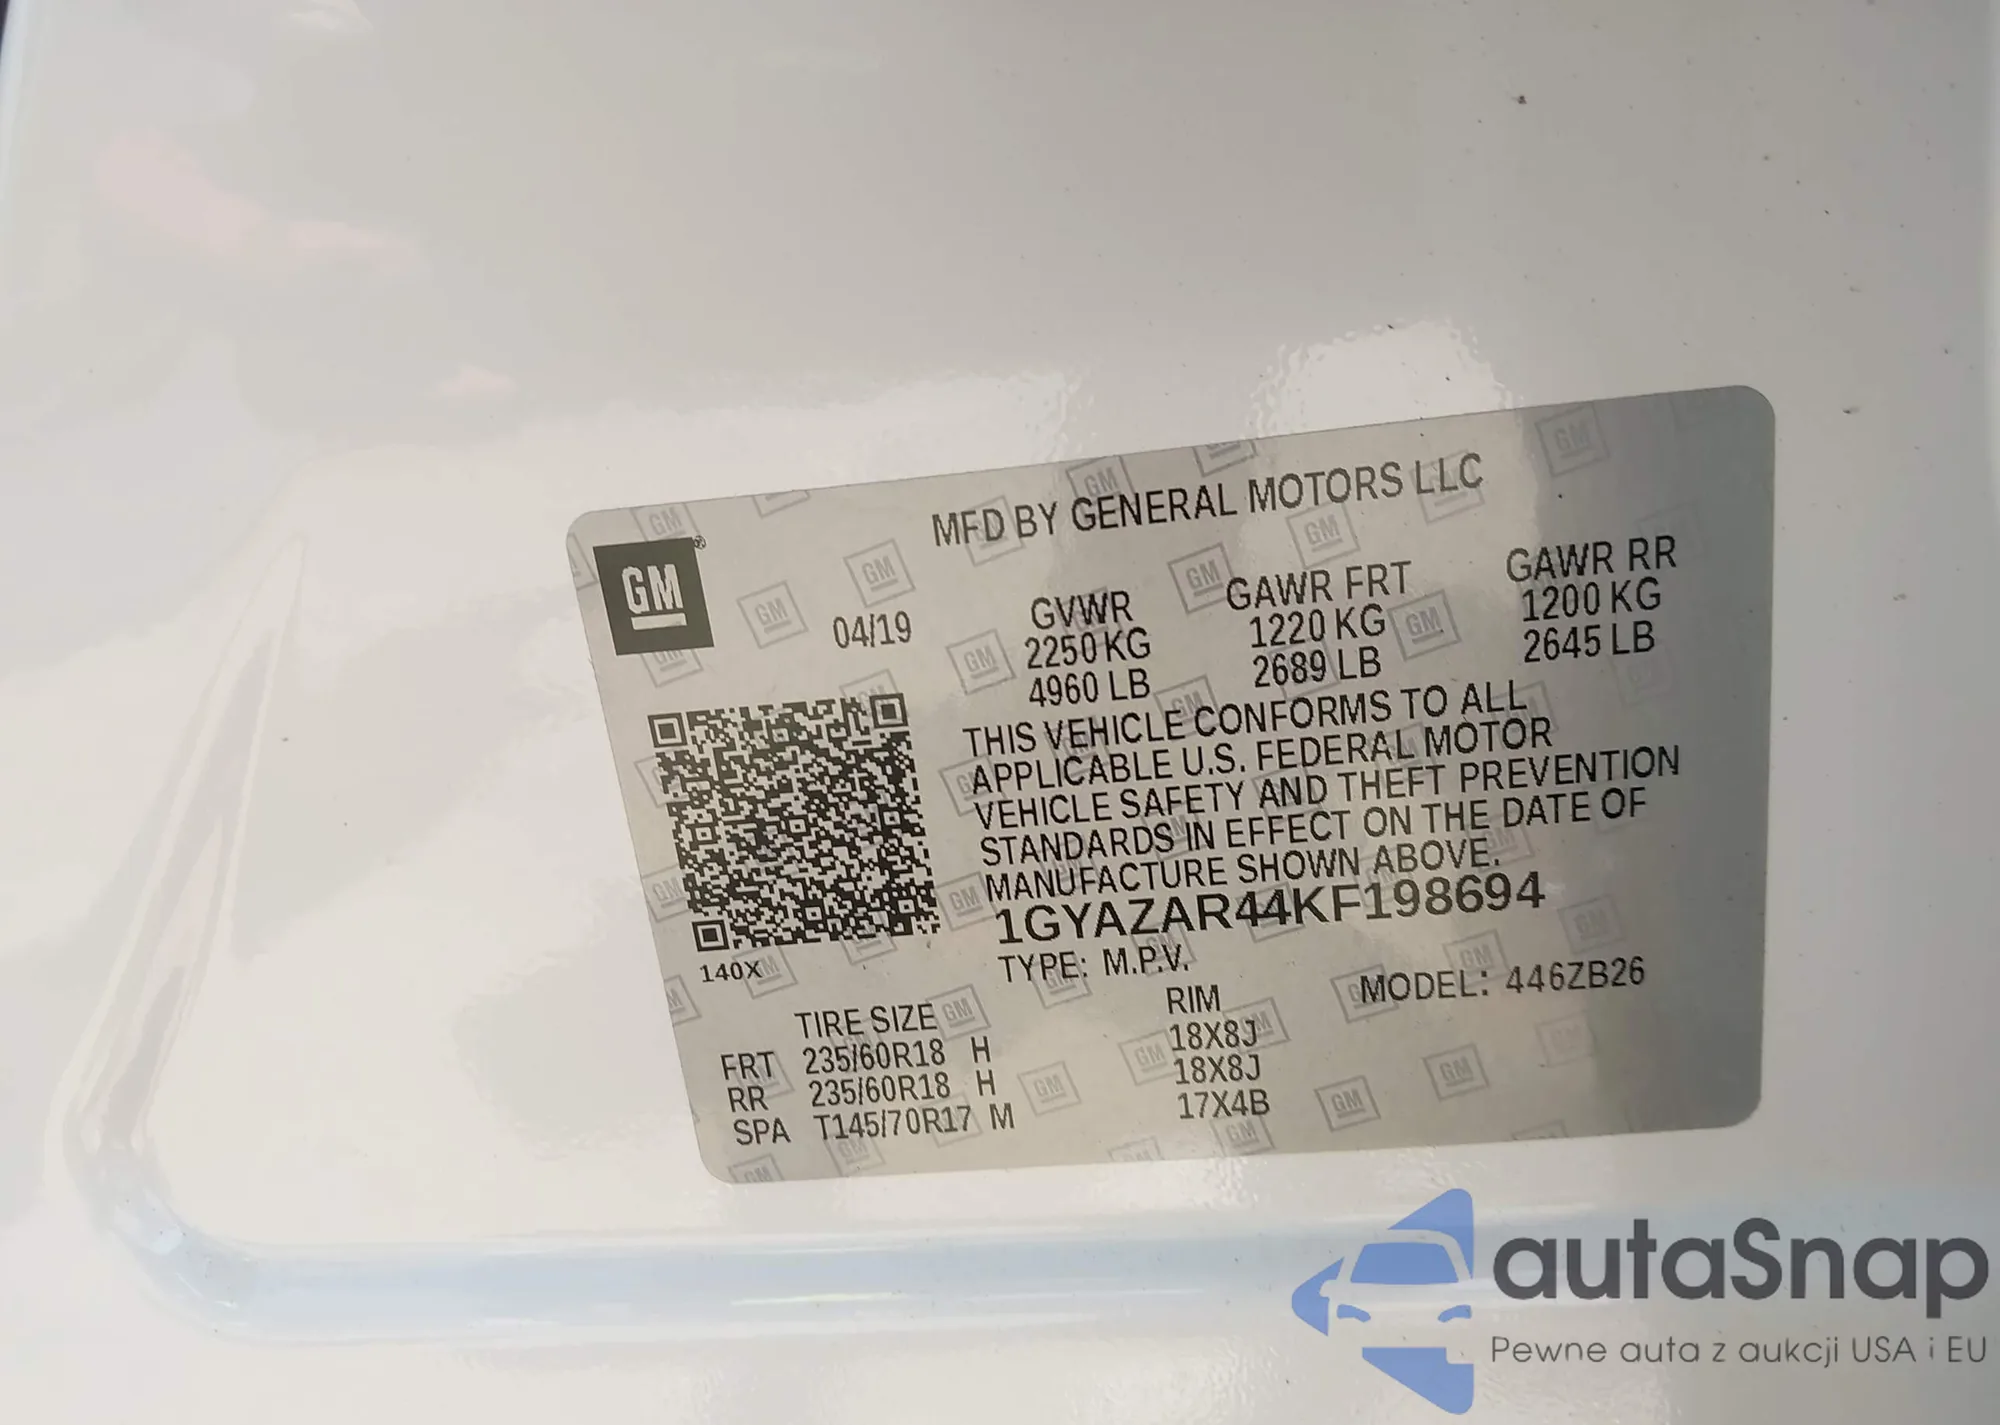 MFD BY GENERAL MOTORS LLC
GM®
04/19
GVWR
2250 KG
4960 LB
GAWR FRT
1220 KG
2689 LB
GAWR RR
1200 KG
2645 LB
THIS VEHICLE CONFORMS TO ALL
APPLICABLE U.S. FEDERAL MOTOR
VEHICLE SAFETY AND THEFT PREVENTION
STANDARDS IN EFFECT ON THE DATE OF
MANUFACTURE SHOWN ABOVE.
1GYAZAR44KF198694
140X
TYPE: M.P.V.
MODEL: 446ZB26
TIRE SIZE RIM
FRT 235/60R18 H 18X8J
RR 235/60R18 H 18X8J
SPA T145/70R17 M 17X4B
autaSnap
Pewne auta z aukcji USA i EU